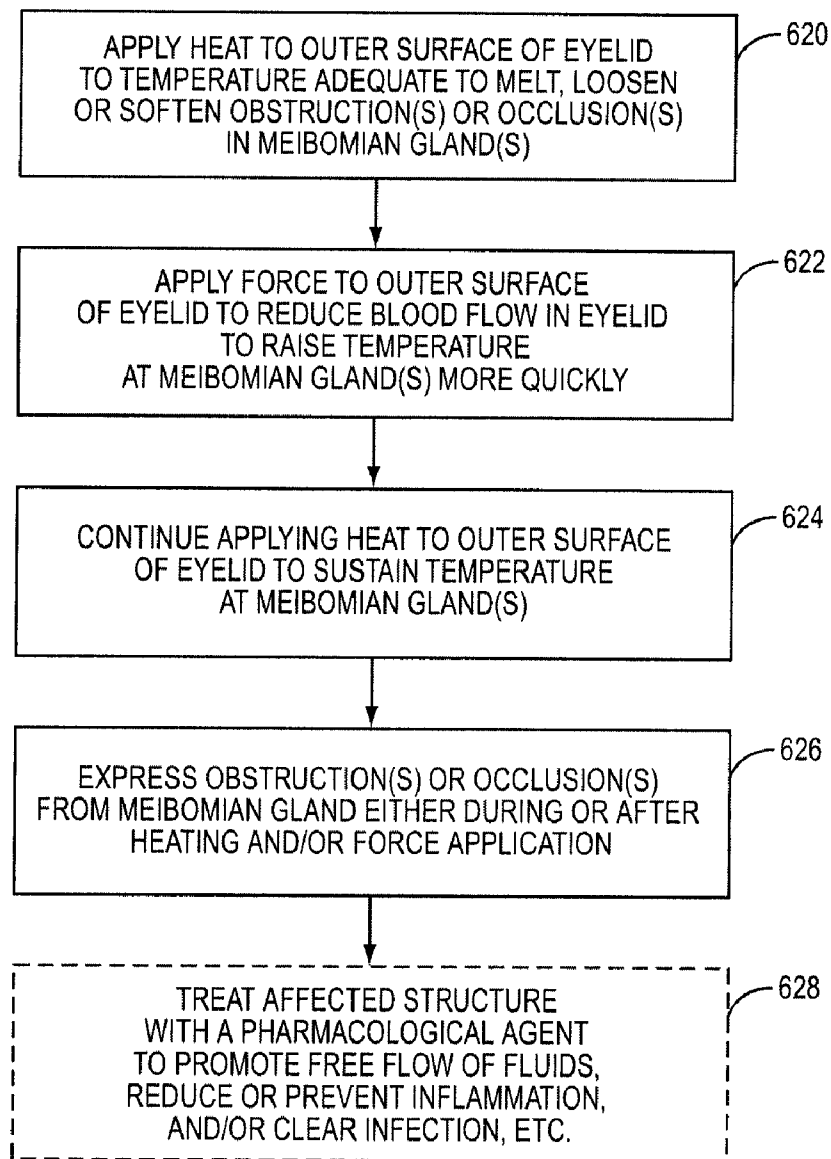 APPLY HEAT TO OUTER SURFACE OF EYELID
TO TEMPERATURE ADEQUATE TO MELT, LOOSEN
OR SOFTEN OBSTRUCTION(S) OR OCCLUSION(S)
IN MEIBOMIAN GLAND(S)
620
APPLY FORCE TO OUTER SURFACE
OF EYELID TO REDUCE BLOOD FLOW IN EYELID
TO RAISE TEMPERATURE
AT MEIBOMIAN GLAND(S) MORE QUICKLY
622
CONTINUE APPLYING HEAT TO OUTER SURFACE
OF EYELID TO SUSTAIN TEMPERATURE
AT MEIBOMIAN GLAND(S)
624
EXPRESS OBSTRUCTION(S) OR OCCLUSION(S)
FROM MEIBOMIAN GLAND EITHER DURING OR AFTER
HEATING AND/OR FORCE APPLICATION
626
TREAT AFFECTED STRUCTURE
WITH A PHARMACOLOGICAL AGENT
TO PROMOTE FREE FLOW OF FLUIDS,
REDUCE OR PREVENT INFLAMMATION,
AND/OR CLEAR INFECTION, ETC.
628